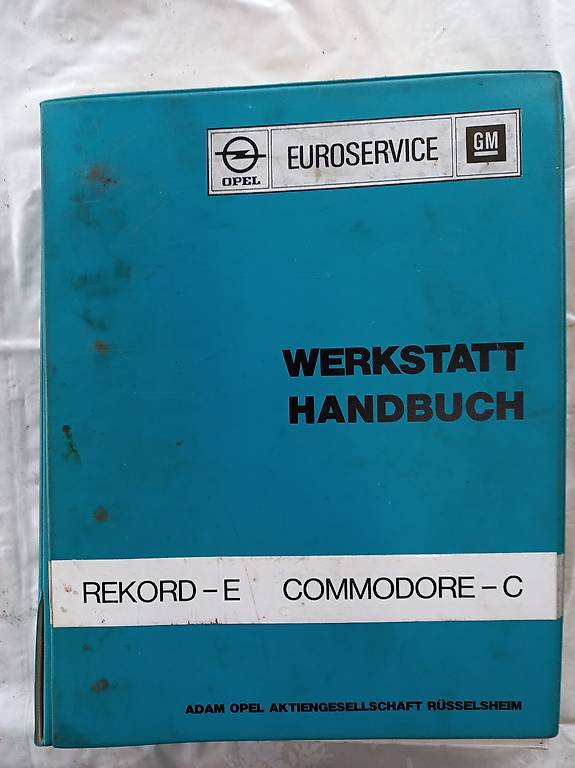 OPEL
EUROSERVICE
GM
WERKSTATT
HANDBUCH
REKORD – E COMMODORE – C
ADAM OPEL AKTIENGESELLSCHAFT RÜSSELSHEIM